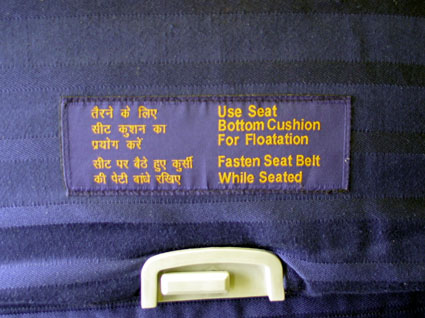 तैरने के लिए
सीट कुशन का
प्रयोग करें
सीट पर बैठे हुए कुर्सी
की पेटी बांधे रखिए
Use Seat
Bottom Cushion
For Floatation
Fasten Seat Belt
While Seated